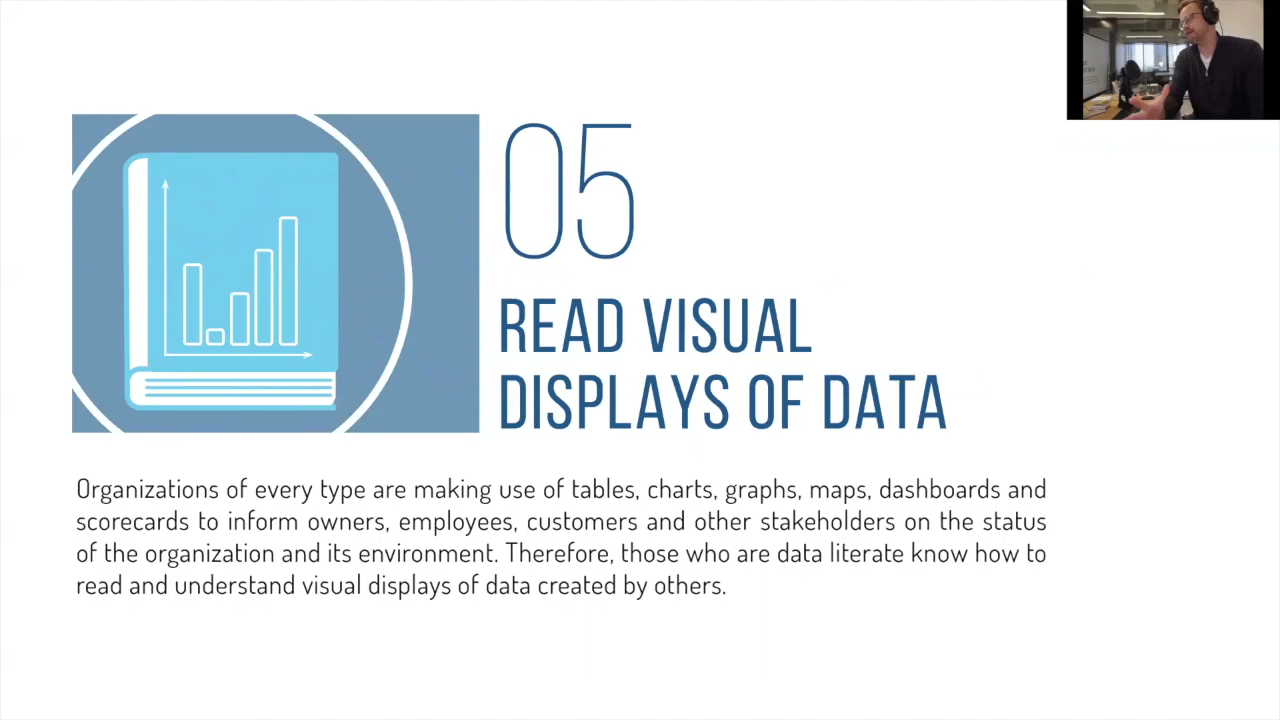 05
READ VISUAL
DISPLAYS OF DATA
Organizations of every type are making use of tables, charts, graphs, maps, dashboards and
scorecards to inform owners, employees, customers and other stakeholders on the status
of the organization and its environment. Therefore, those who are data literate know how to
read and understand visual displays of data created by others.